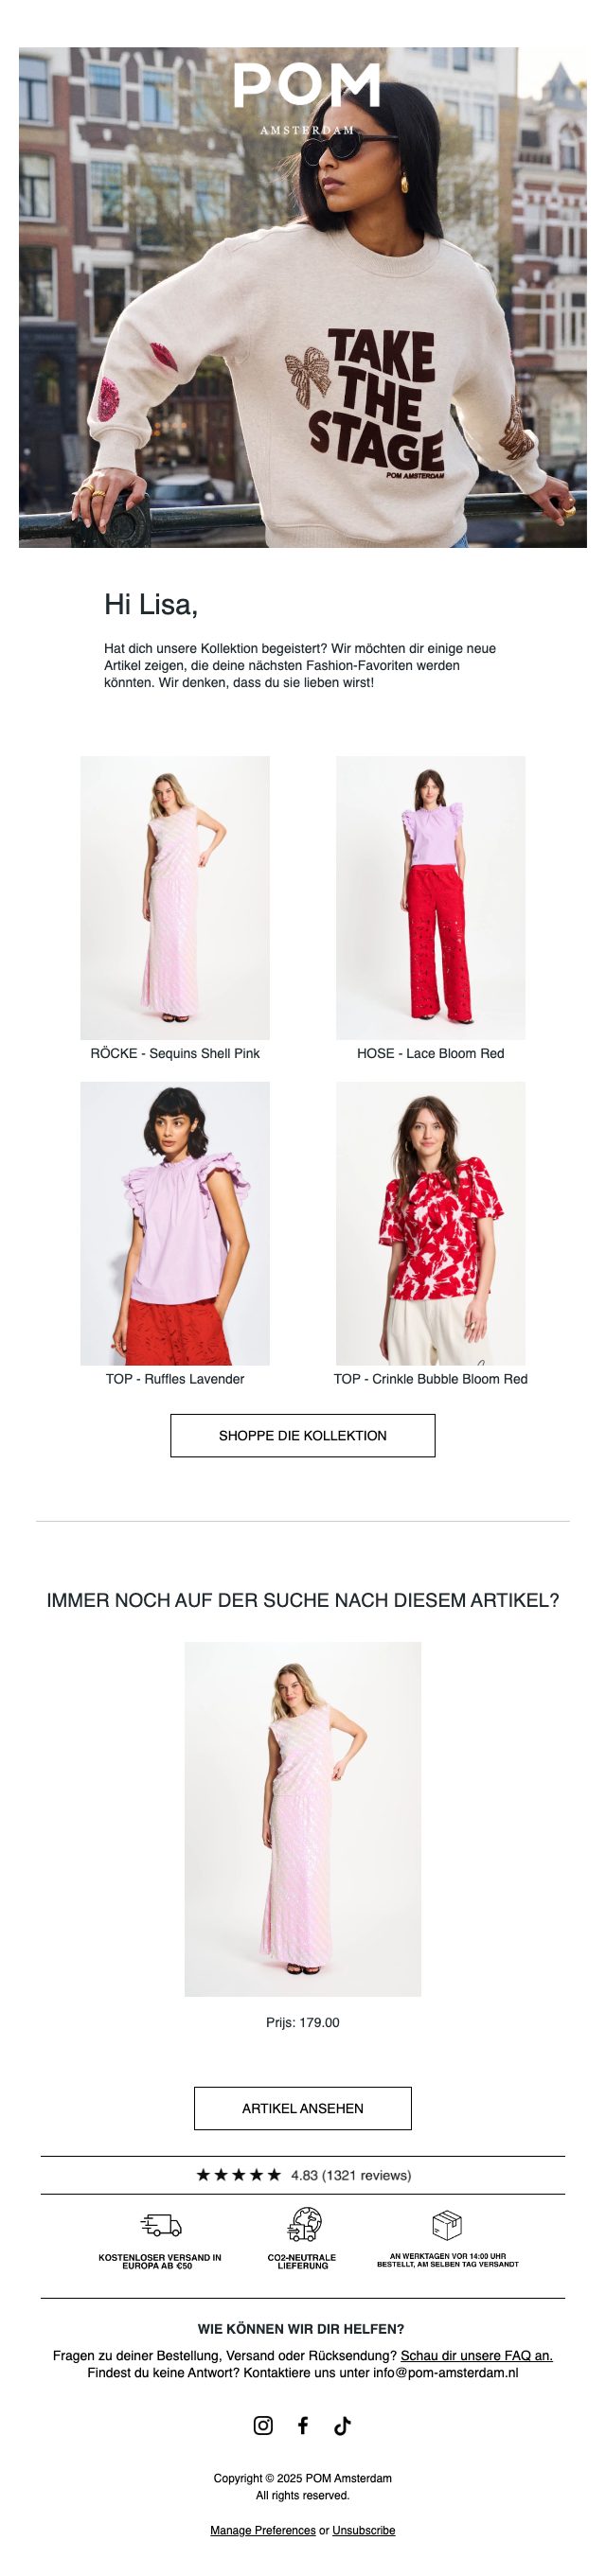 POM
AMSTERDAM
TAKE
THE
STAGE
POM AMSTERDAM
Hi Lisa,
Hat dich unsere Kollektion begeistert? Wir möchten dir einige neue
Artikel zeigen, die deine nächsten Fashion-Favoriten werden
könnten. Wir denken, dass du sie lieben wirst!
RÖCKE - Sequins Shell Pink
HOSE - Lace Bloom Red
TOP - Ruffles Lavender
TOP - Crinkle Bubble Bloom Red
SHOPPE DIE KOLLEKTION
IMMER NOCH AUF DER SUCHE NACH DIESEM ARTIKEL?
Prijs: 179.00
ARTIKEL ANSEHEN
★★★★★ 4.83 (1321 reviews)
KOSTENLOSER VERSAND IN
EUROPA AB €50
CO2-NEUTRALE
LIEFERUNG
AN WERKTAGEN VOR 14:00 UHR
BESTELLT, AM SELBEN TAG VERSANDT
WIE KÖNNEN WIR DIR HELFEN?
Fragen zu deiner Bestellung, Versand oder Rücksendung? Schau dir unsere FAQ an.
Findest du keine Antwort? Kontaktiere uns unter info@pom-amsterdam.nl
Copyright © 2025 POM Amsterdam
All rights reserved.
Manage Preferences or Unsubscribe